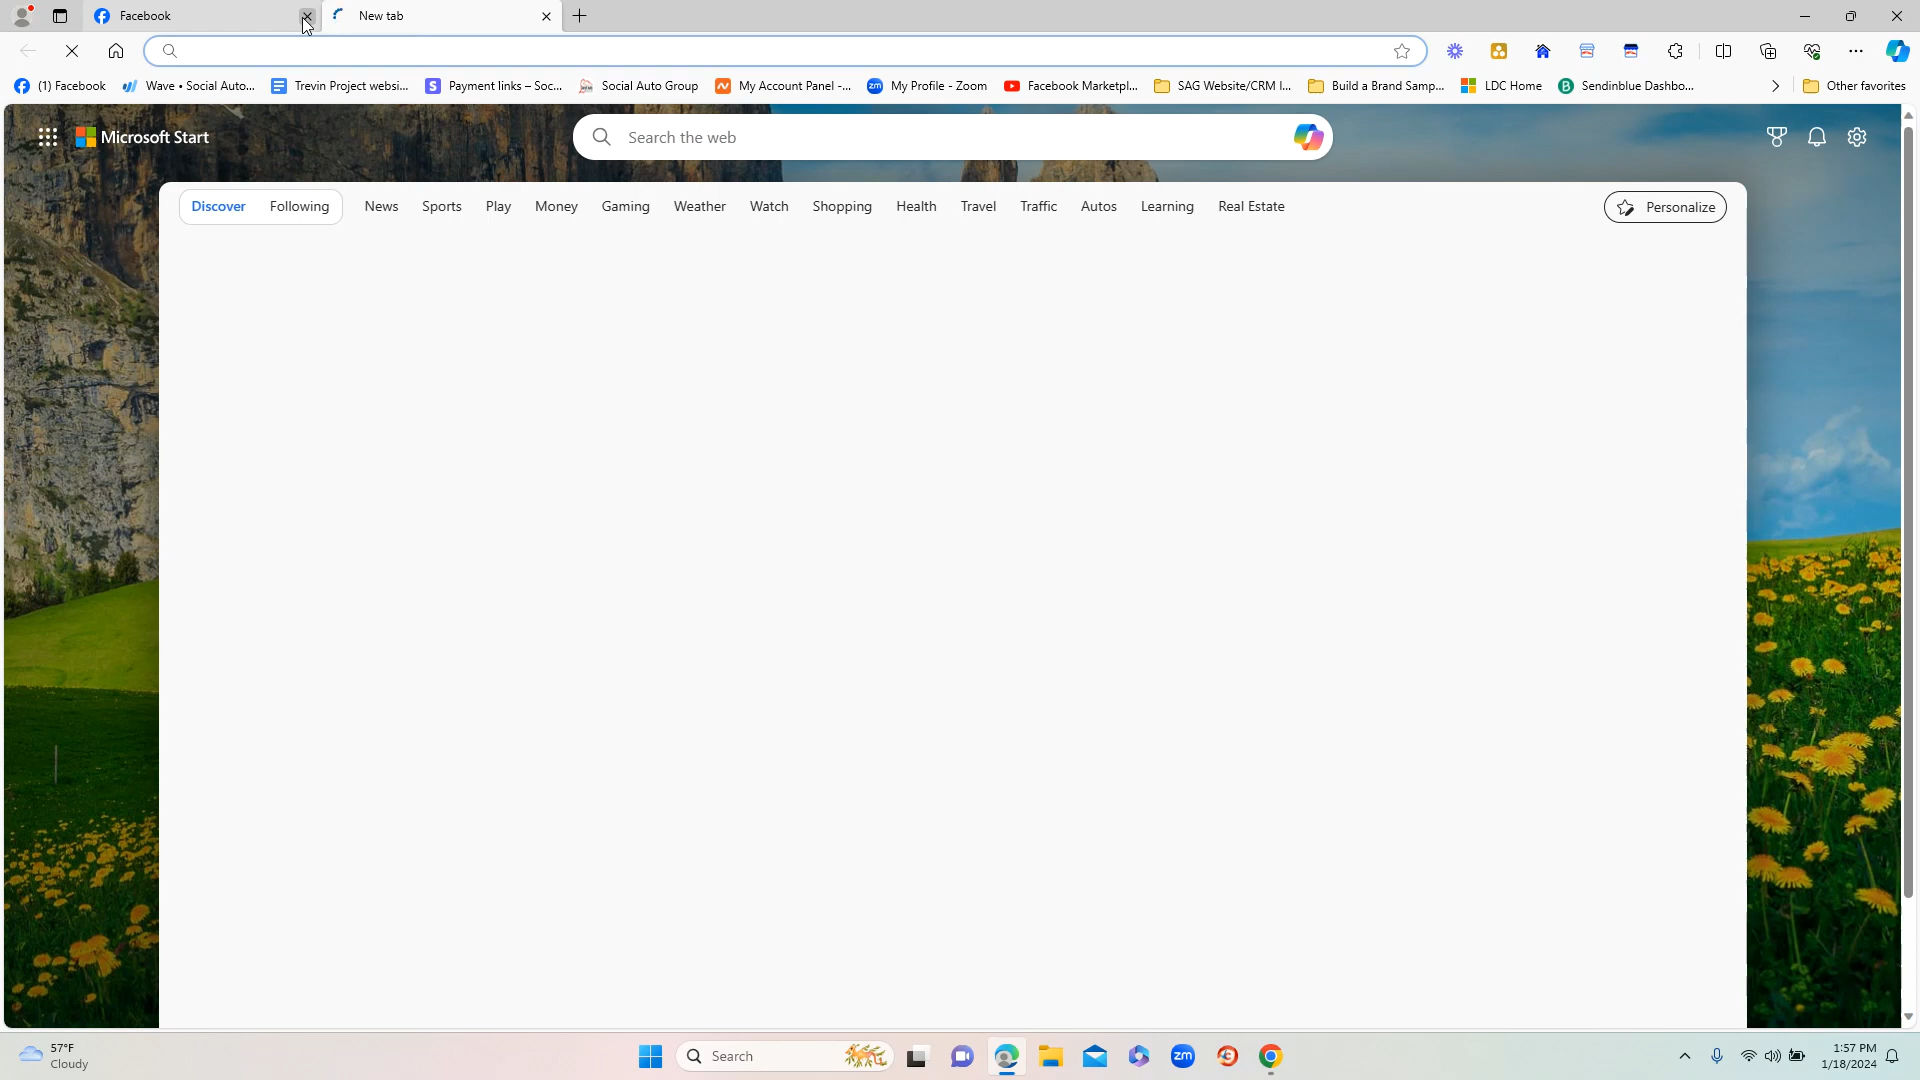 Facebook
New tab
(1) Facebook
Wave • Social Auto...
Trevin Project websi...
Payment links – Soc...
Social Auto Group
My Account Panel -...
My Profile - Zoom
Facebook Marketpl...
SAG Website/CRM I...
Build a Brand Samp...
LDC Home
Sendinblue Dashbo...
Other favorites
Microsoft Start
Search the web
Discover
Following
News
Sports
Play
Money
Gaming
Weather
Watch
Shopping
Health
Travel
Traffic
Autos
Learning
Real Estate
Personalize
57°F
Cloudy
Search
zm
1:57 PM
1/18/2024